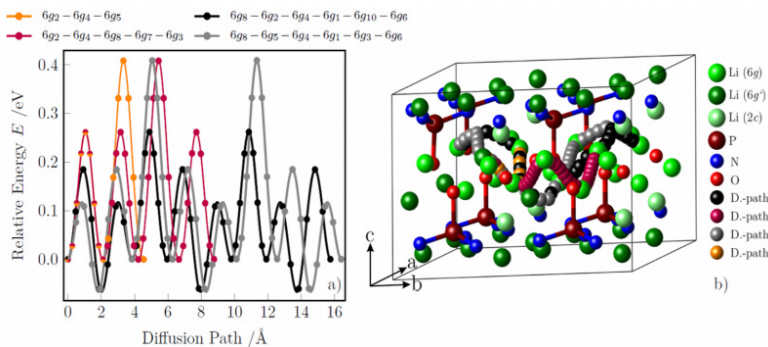 6g₂−6g₄−6g₅
6g₈−6g₂−6g₄−6g₁−6g₁₀−6g₆
6g₂−6g₄−6g₈−6g₇−6g₃
6g₈−6g₅−6g₄−6g₁−6g₃−6g₆
Relative Energy E /eV
0.4
0.3
0.2
0.1
0.0
0 2 4 6 8 10 12 14 16
Diffusion Path /Å
a)
c
a
b
b)
Li (6g)
Li (6g')
Li (2c)
P
N
O
D.-path
D.-path
D.-path
D.-path